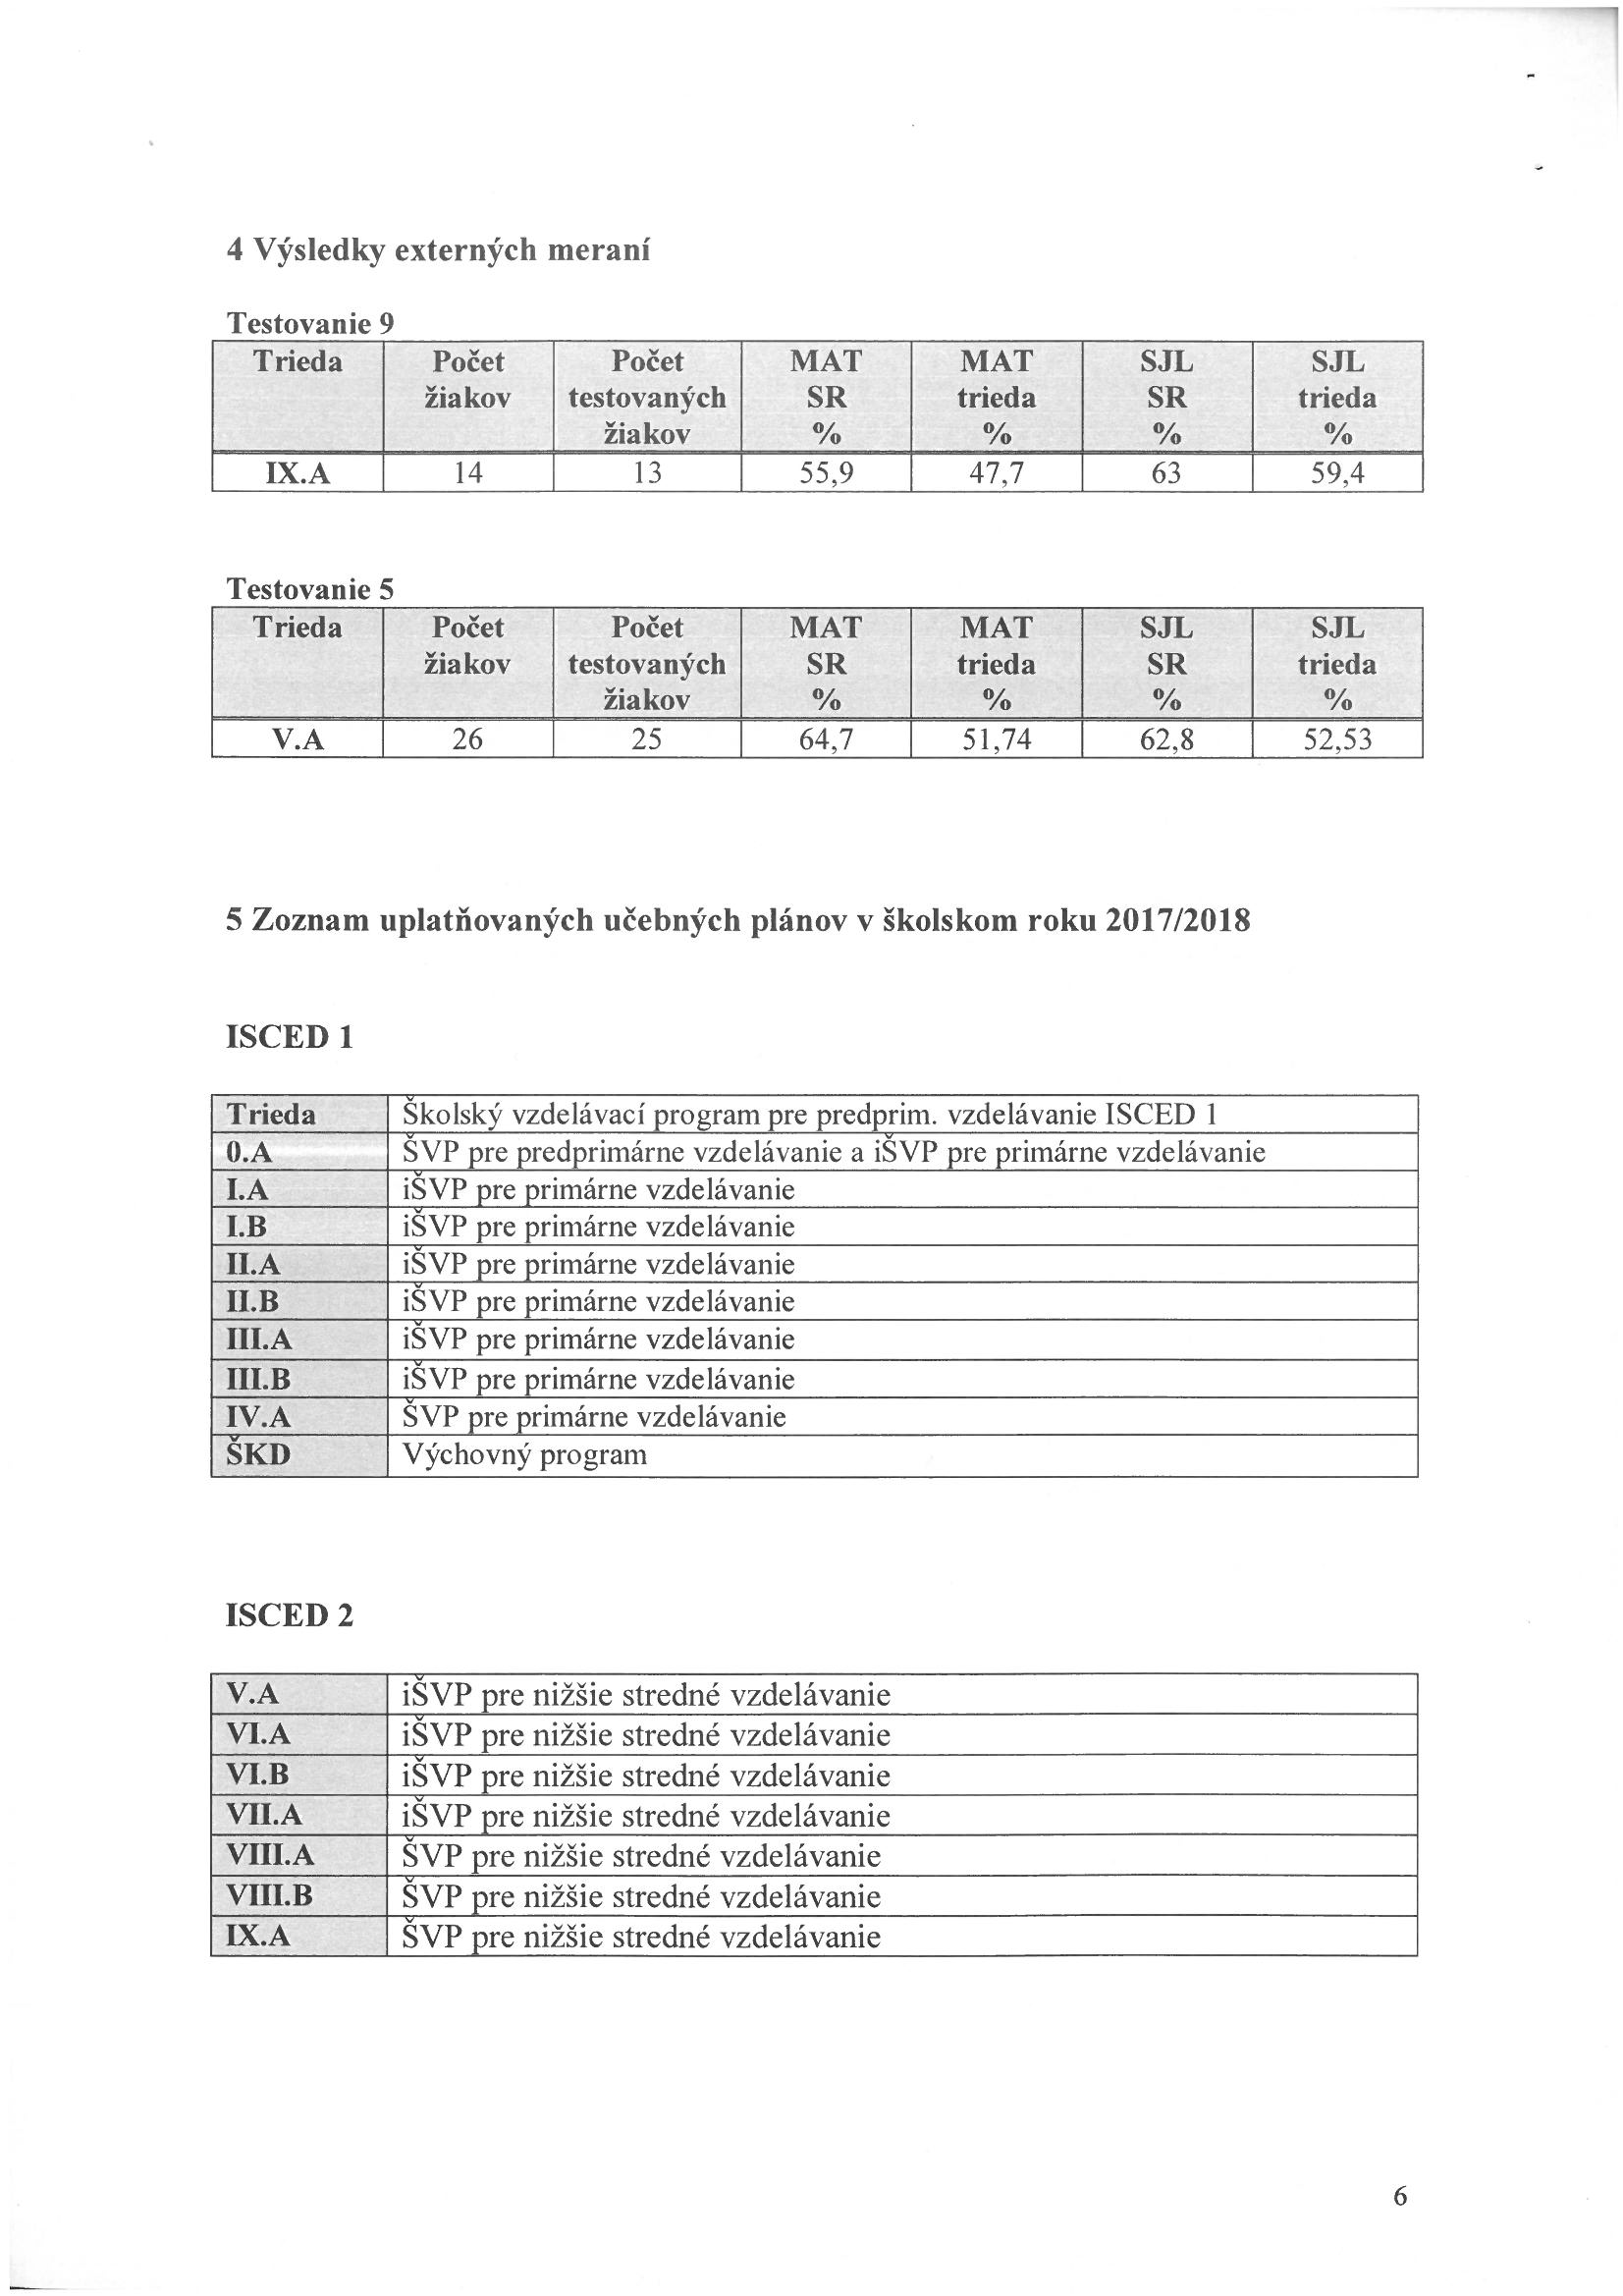 4 Výsledky externých meraní
Testovanie 9
Trieda Počet žiakov Počet testovaných žiakov MAT SR % MAT trieda % SJL SR % SJL trieda %
IX.A 14 13 55,9 47,7 63 59,4
Testovanie 5
Trieda Počet žiakov Počet testovaných žiakov MAT SR % MAT trieda % SJL SR % SJL trieda %
V.A 26 25 64,7 51,74 62,8 52,53
5 Zoznam uplatňovaných učebných plánov v školskom roku 2017/2018
ISCED 1
Trieda Školský vzdelávací program pre predprim. vzdelávanie ISCED 1
0.A ŠVP pre predprimárne vzdelávanie a iŠVP pre primárne vzdelávanie
I.A iŠVP pre primárne vzdelávanie
I.B iŠVP pre primárne vzdelávanie
II.A iŠVP pre primárne vzdelávanie
II.B iŠVP pre primárne vzdelávanie
III.A iŠVP pre primárne vzdelávanie
III.B iŠVP pre primárne vzdelávanie
IV.A ŠVP pre primárne vzdelávanie
ŠKD Výchovný program
ISCED 2
V.A iŠVP pre nižšie stredné vzdelávanie
VI.A iŠVP pre nižšie stredné vzdelávanie
VI.B iŠVP pre nižšie stredné vzdelávanie
VII.A iŠVP pre nižšie stredné vzdelávanie
VIII.A ŠVP pre nižšie stredné vzdelávanie
VIII.B ŠVP pre nižšie stredné vzdelávanie
IX.A ŠVP pre nižšie stredné vzdelávanie
6